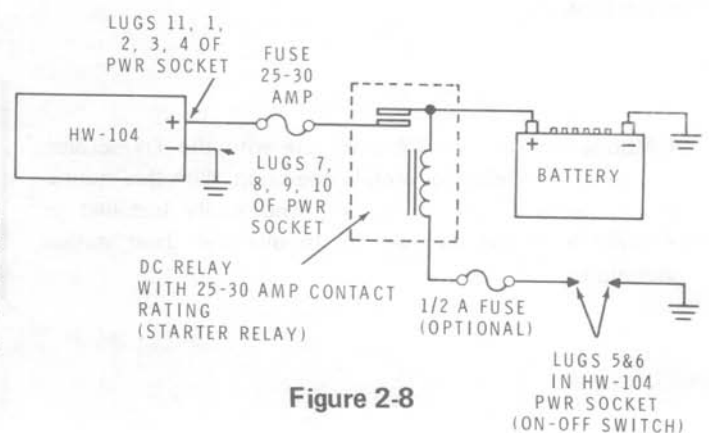 LUGS 11, 1,
2, 3, 4 OF
PWR SOCKET
FUSE
25-30
AMP
HW-104
+
LUGS 7,
8, 9, 10
OF PWR
SOCKET
+
-
BATTERY
DC RELAY
WITH 25-30 AMP CONTACT
RATING
(STARTER RELAY)
1/2 A FUSE
(OPTIONAL)
LUGS 5&6
IN HW-104
PWR SOCKET
(ON-OFF SWITCH)
Figure 2-8